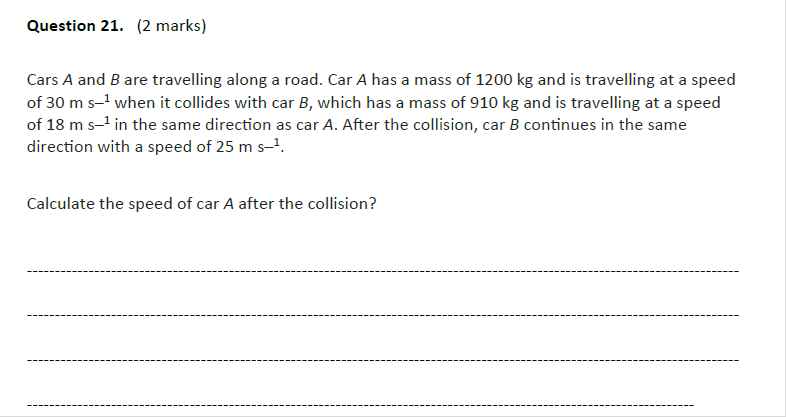 Question 21. (2 marks)
Cars A and B are travelling along a road. Car A has a mass of 1200 kg and is travelling at a speed
of 30 m s–¹ when it collides with car B, which has a mass of 910 kg and is travelling at a speed
of 18 m s–¹ in the same direction as car A. After the collision, car B continues in the same
direction with a speed of 25 m s–¹.
Calculate the speed of car A after the collision?